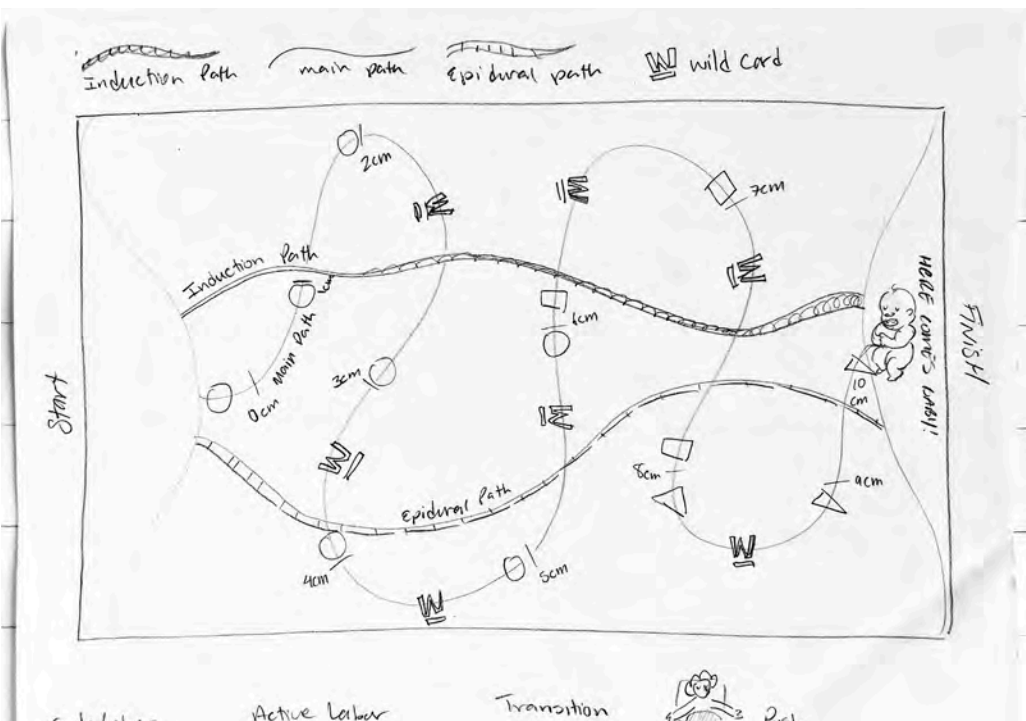 Induction Path
main path
Epidural path
W wild card
2cm
W
W
7cm
Induction Path
W
1cm
Main Path
6cm
HERE COMES BABY!
FINISH
Start
0cm
3cm
W
10
cm
W
8cm
9cm
Epidural Path
W
4cm
5cm
W
Active Labor
Transition